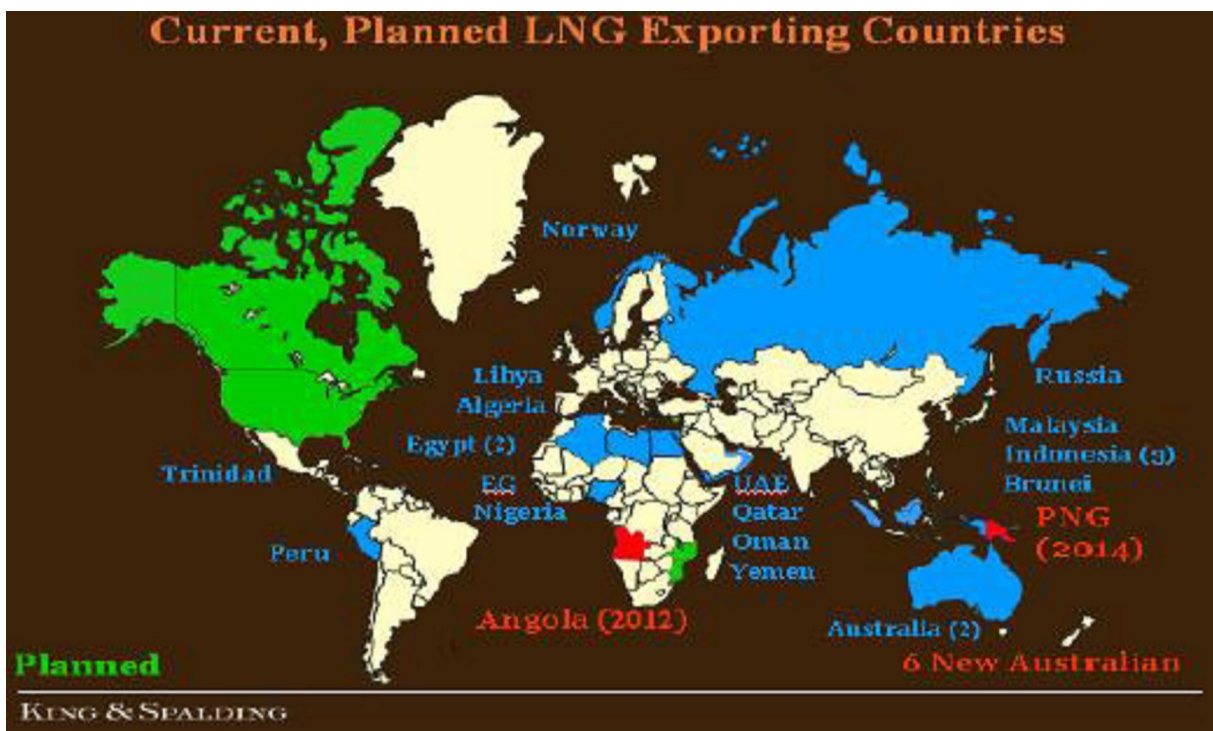 Current, Planned LNG Exporting Countries
Norway
Libya
Algeria
Russia
Egypt (2)
Malaysia
Indonesia (3)
Brunei
Trinidad
EG
Nigeria
UAE
Qatar
Oman
Yemen
PNG
(2014)
Peru
Angola (2012)
Australia (2)
Planned
6 New Australian
KING & SPALDING